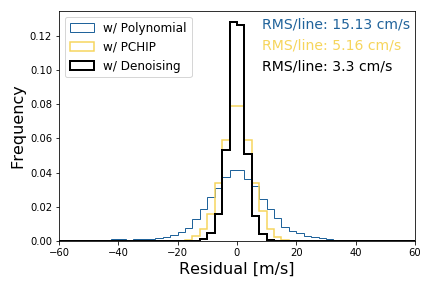 w/ Polynomial
w/ PCHIP
w/ Denoising
RMS/line: 15.13 cm/s
RMS/line: 5.16 cm/s
RMS/line: 3.3 cm/s
Frequency
0.12
0.10
0.08
0.06
0.04
0.02
0.00
−60 −40 −20 0 20 40 60
Residual [m/s]